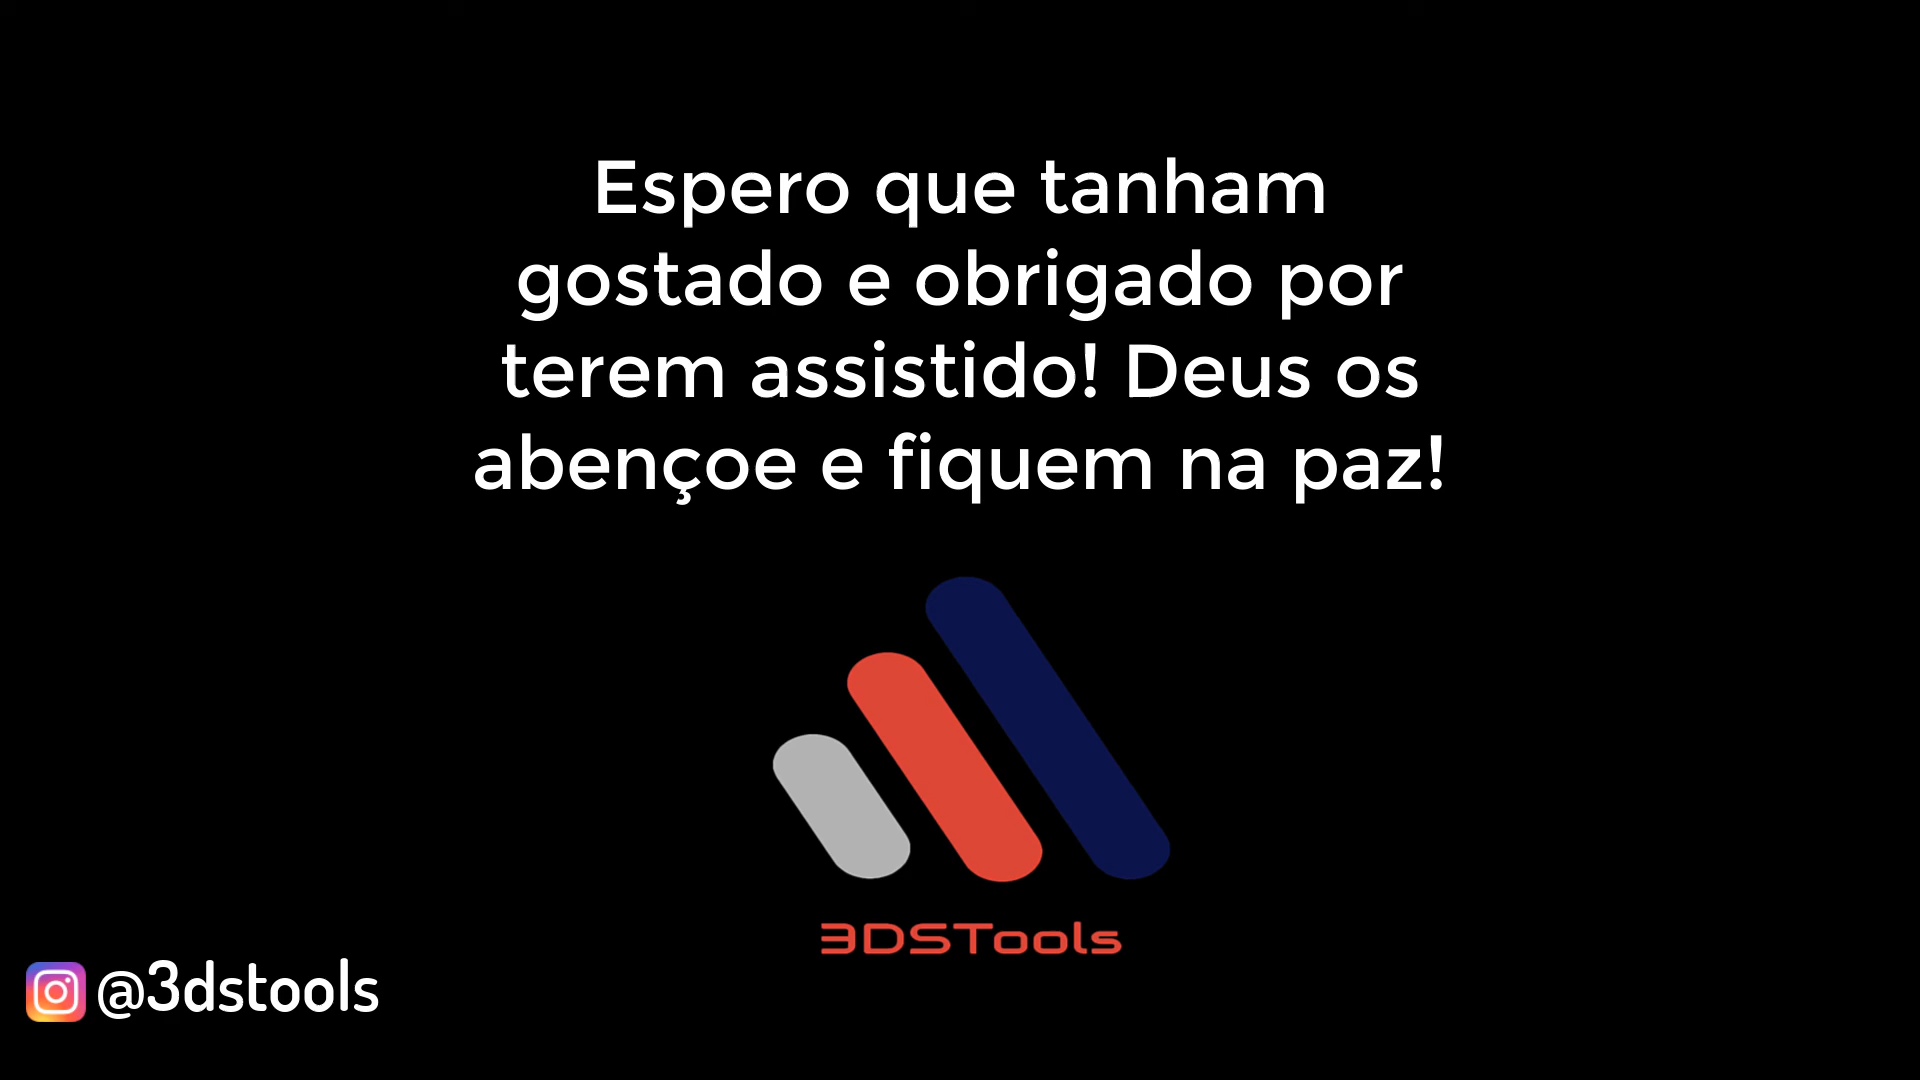 Espero que tanham
gostado e obrigado por
terem assistido! Deus os
abençoe e fiquem na paz!
3DSTools
@3dstools